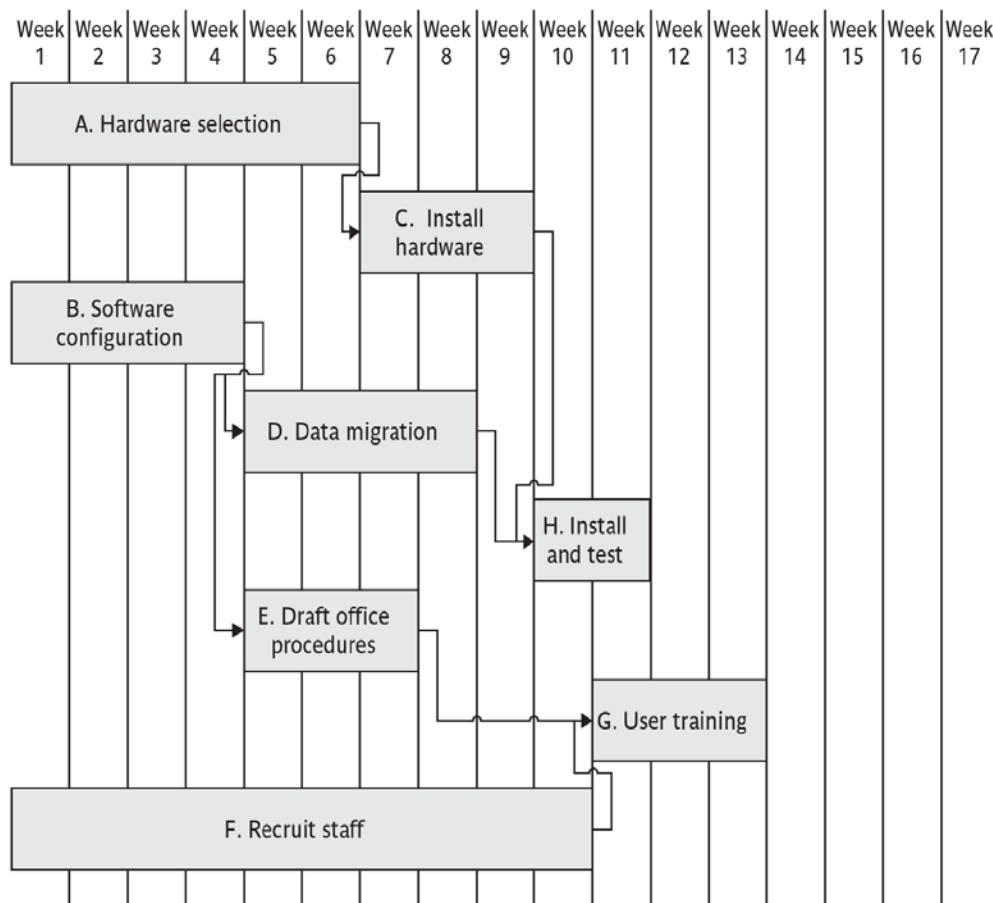 Week Week Week Week Week Week Week Week Week Week Week Week Week Week Week Week Week
1 2 3 4 5 6 7 8 9 10 11 12 13 14 15 16 17
A. Hardware selection
C. Install
hardware
B. Software
configuration
D. Data migration
H. Install
and test
E. Draft office
procedures
G. User training
F. Recruit staff